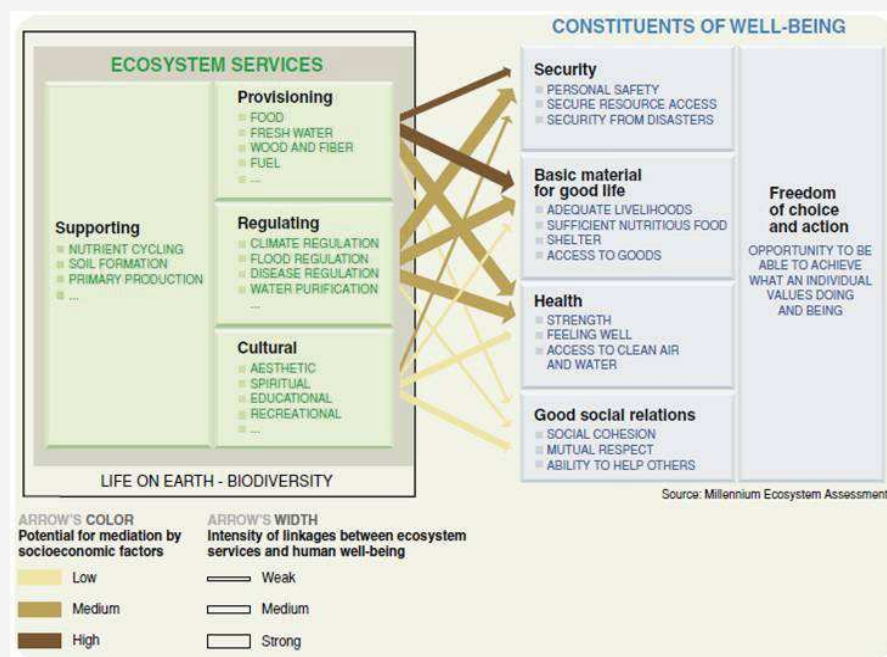 CONSTITUENTS OF WELL-BEING
ECOSYSTEM SERVICES
Supporting
NUTRIENT CYCLING
SOIL FORMATION
PRIMARY PRODUCTION
...
Provisioning
FOOD
FRESH WATER
WOOD AND FIBER
FUEL
...
Regulating
CLIMATE REGULATION
FLOOD REGULATION
DISEASE REGULATION
WATER PURIFICATION
...
Cultural
AESTHETIC
SPIRITUAL
EDUCATIONAL
RECREATIONAL
...
LIFE ON EARTH - BIODIVERSITY
Security
PERSONAL SAFETY
SECURE RESOURCE ACCESS
SECURITY FROM DISASTERS
Basic material
for good life
ADEQUATE LIVELIHOODS
SUFFICIENT NUTRITIOUS FOOD
SHELTER
ACCESS TO GOODS
Health
STRENGTH
FEELING WELL
ACCESS TO CLEAN AIR
AND WATER
Good social relations
SOCIAL COHESION
MUTUAL RESPECT
ABILITY TO HELP OTHERS
Freedom
of choice
and action
OPPORTUNITY TO BE
ABLE TO ACHIEVE
WHAT AN INDIVIDUAL
VALUES DOING
AND BEING
Source: Millennium Ecosystem Assessment
ARROW'S COLOR
Potential for mediation by
socioeconomic factors
Low
Medium
High
ARROW'S WIDTH
Intensity of linkages between ecosystem
services and human well-being
Weak
Medium
Strong